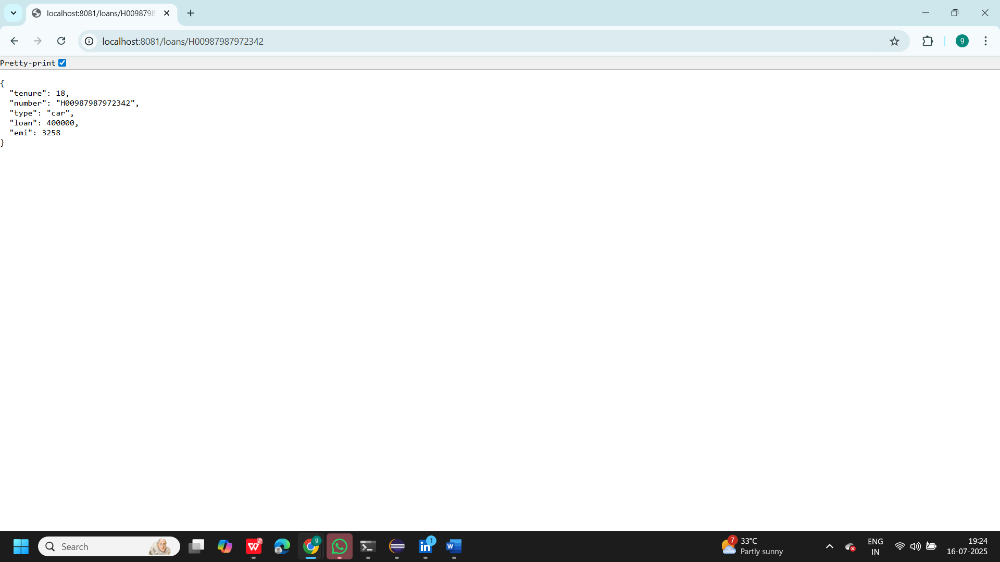 localhost:8081/loans/H0098798
localhost:8081/loans/H00987987972342
g
Pretty-print
{
"tenure": 18,
"number": "H00987987972342",
"type": "car",
"loan": 400000,
"emi": 3258
}
Search
g
1
7
33°C
Partly sunny
ENG
IN
19:24
16-07-2025